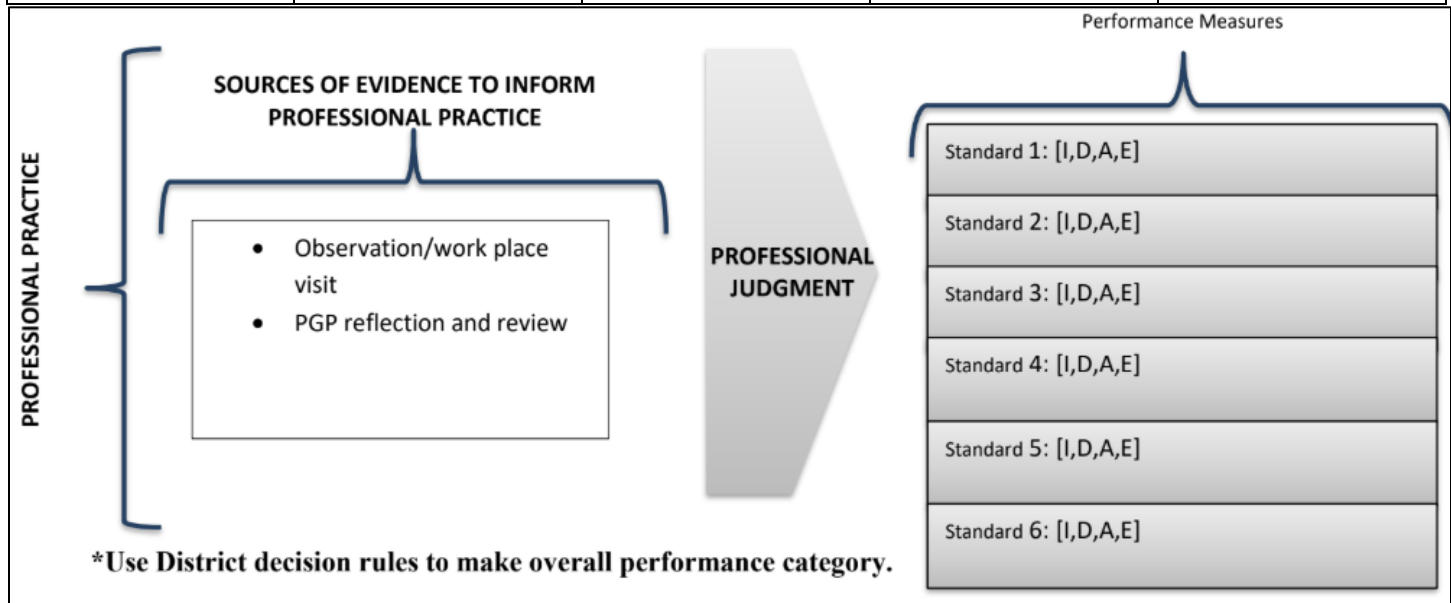 PROFESSIONAL PRACTICE
SOURCES OF EVIDENCE TO INFORM
PROFESSIONAL PRACTICE
• Observation/work place
visit
• PGP reflection and review
PROFESSIONAL
JUDGMENT
Performance Measures
Standard 1: [I,D,A,E]
Standard 2: [I,D,A,E]
Standard 3: [I,D,A,E]
Standard 4: [I,D,A,E]
Standard 5: [I,D,A,E]
Standard 6: [I,D,A,E]
*Use District decision rules to make overall performance category.